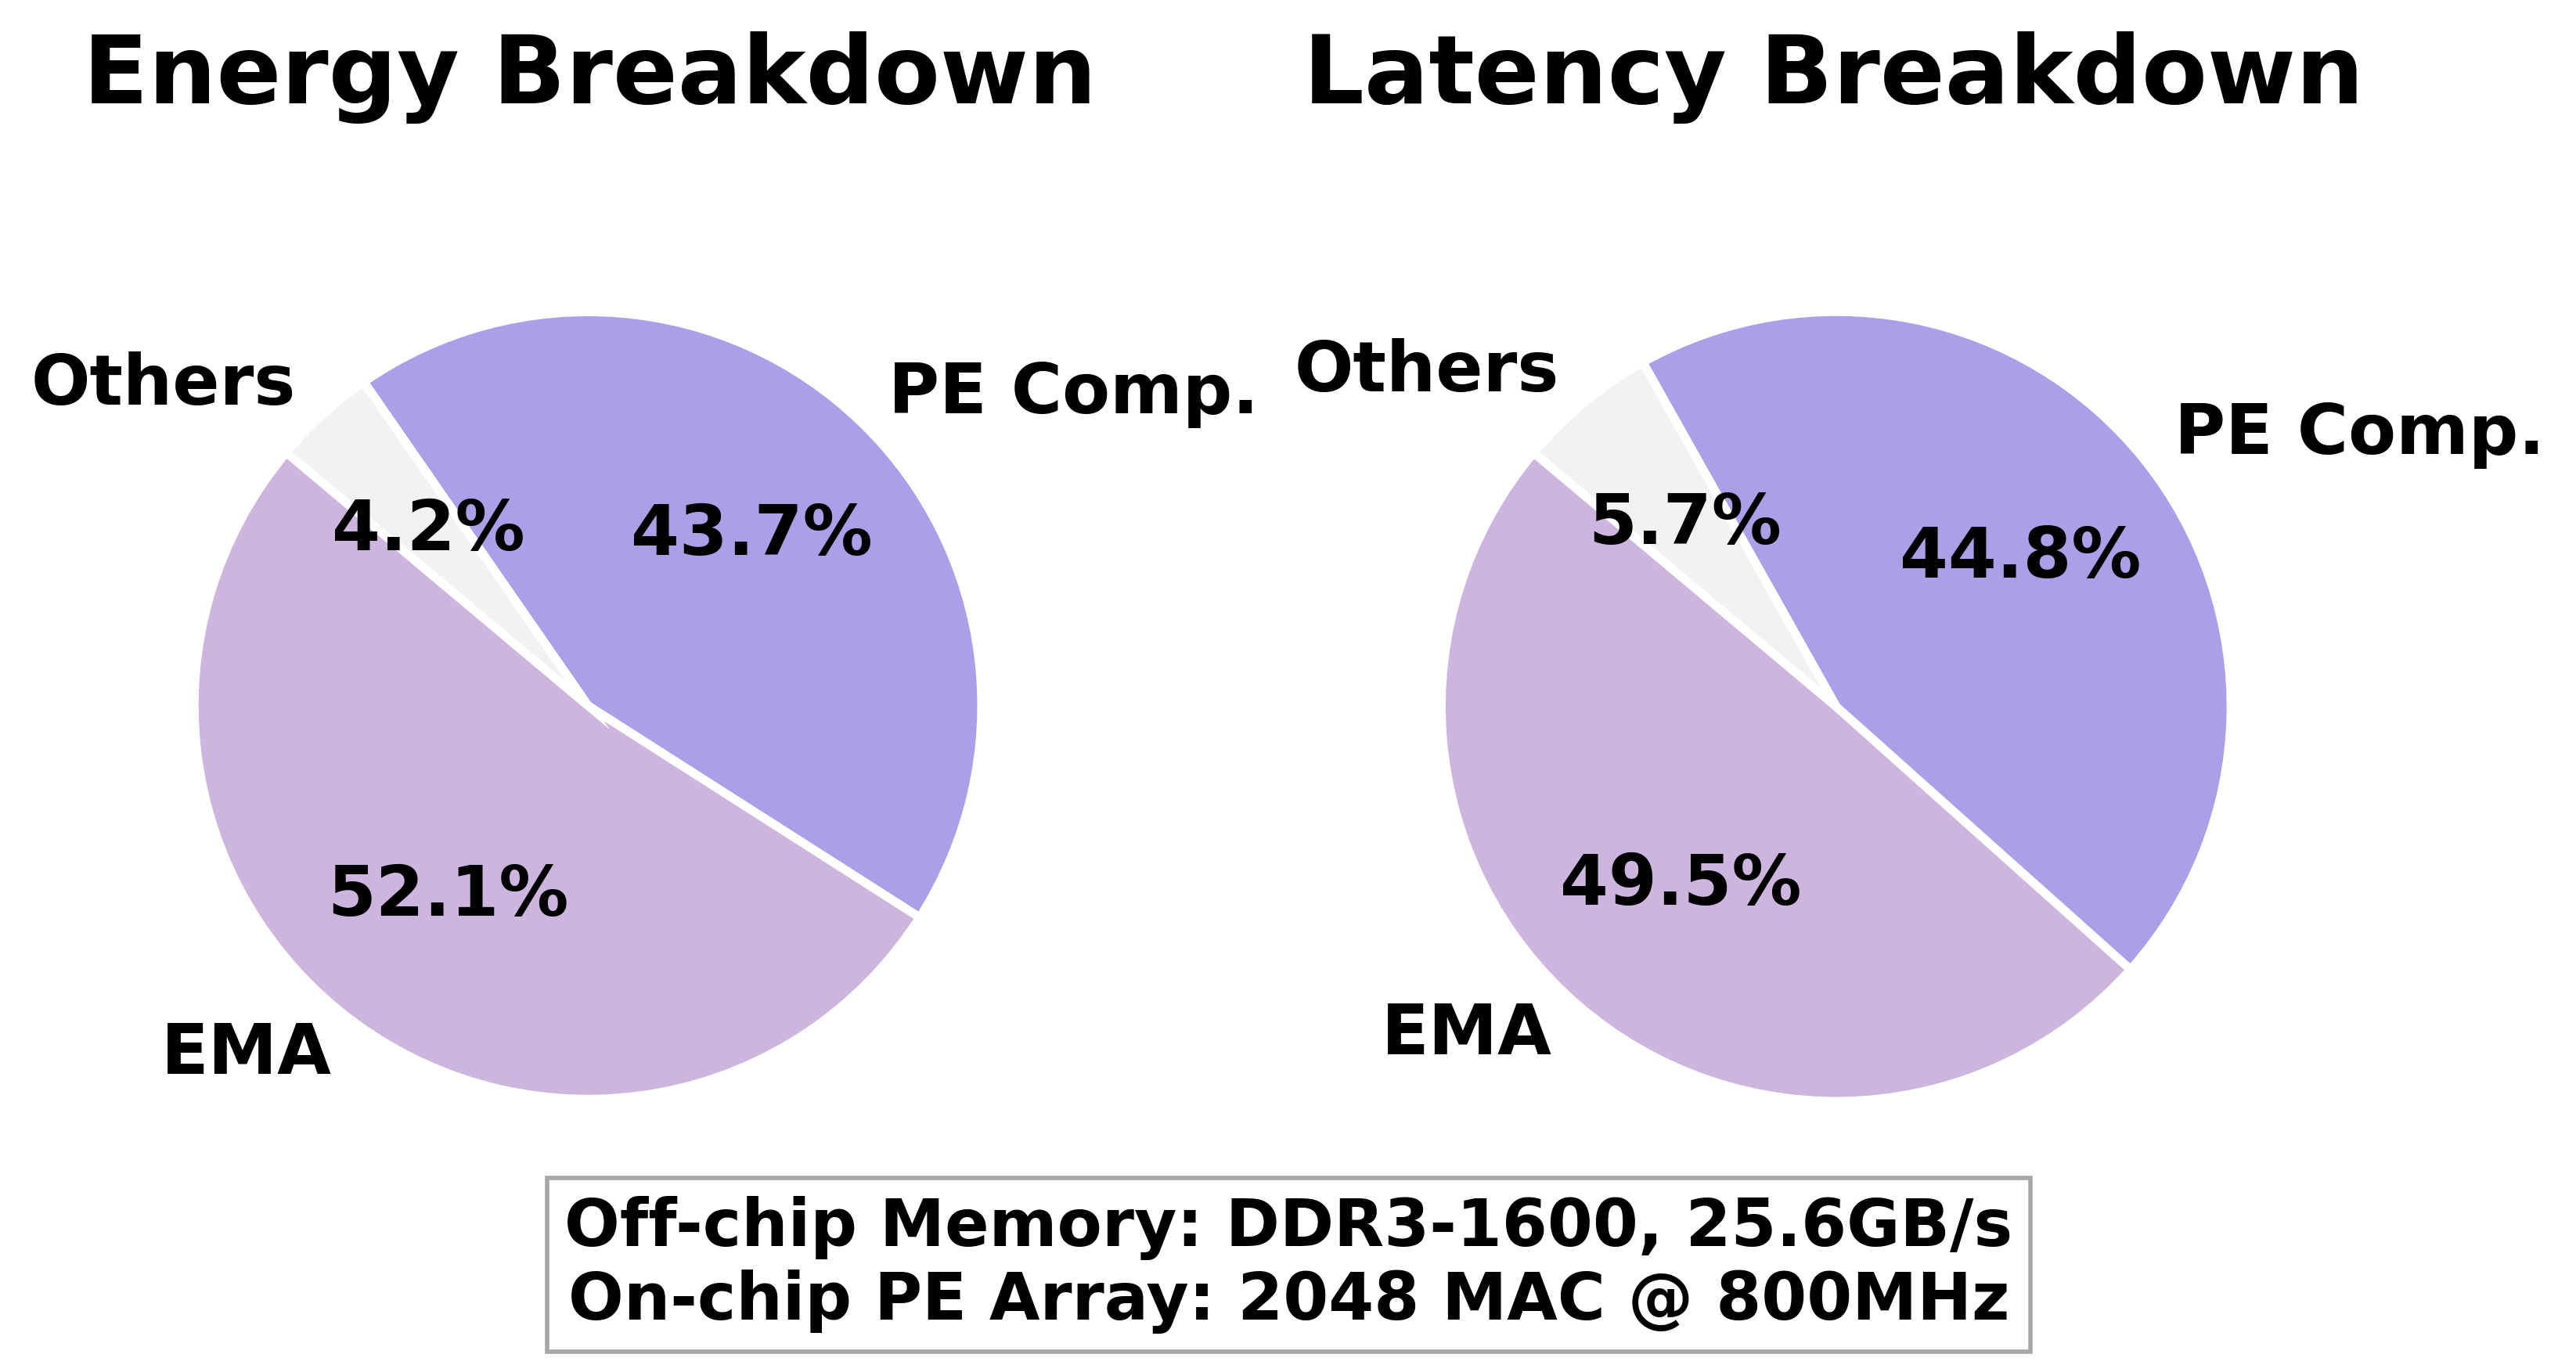 Energy Breakdown
Latency Breakdown
Others
PE Comp.
4.2%
43.7%
52.1%
EMA
Others
PE Comp.
5.7%
44.8%
49.5%
EMA
Off-chip Memory: DDR3-1600, 25.6GB/s
On-chip PE Array: 2048 MAC @ 800MHz